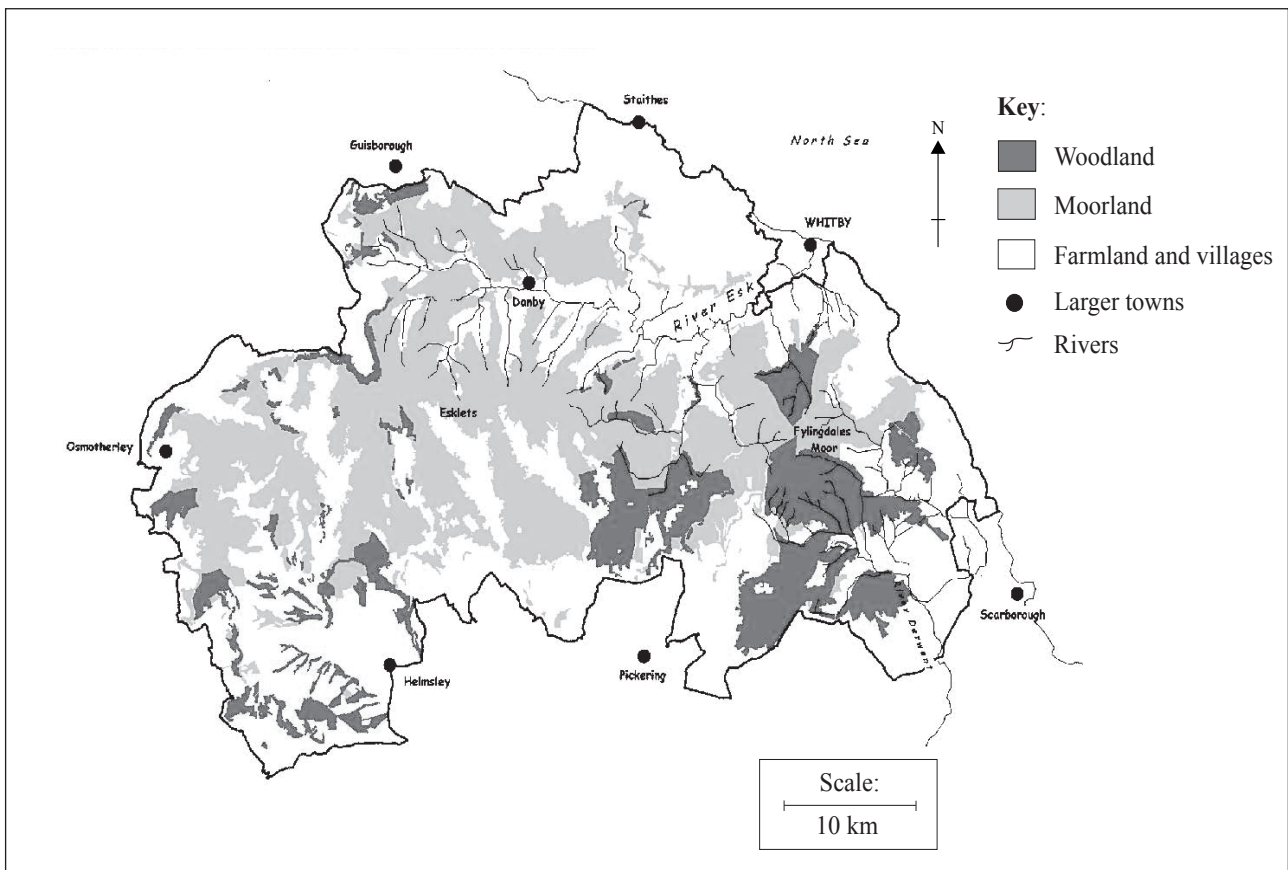 Staithes
Key:
North Sea
N
Guisborough
Woodland
Moorland
WHITBY
Farmland and villages
Danby
Larger towns
River Esk
Rivers
Esklets
Osmotherley
Fylingdales
Moor
River Derwent
Scarborough
Helmsley
Pickering
Scale:
10 km